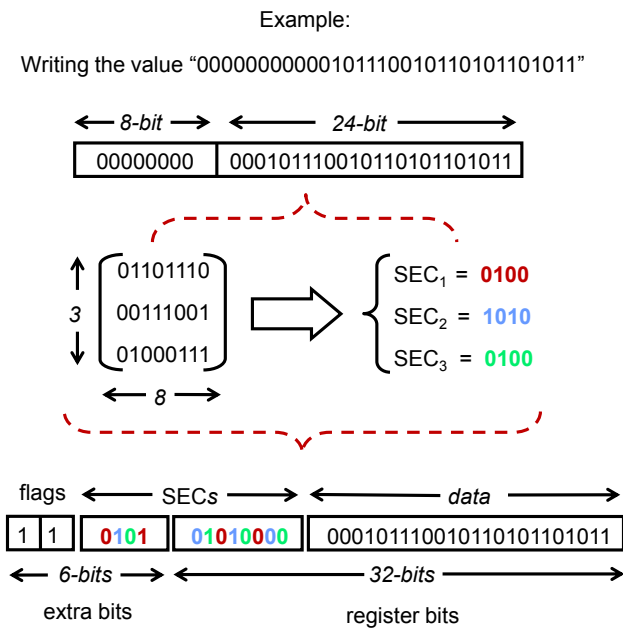 Example:
Writing the value “00000000000101110010110101101011”
8-bit 24-bit
00000000 000101110010110101101011
3
01101110
00111001
01000111
8
SEC1 = 0100
SEC2 = 1010
SEC3 = 0100
flags SECs data
1 1 0101 01010000 000101110010110101101011
6-bits 32-bits
extra bits register bits